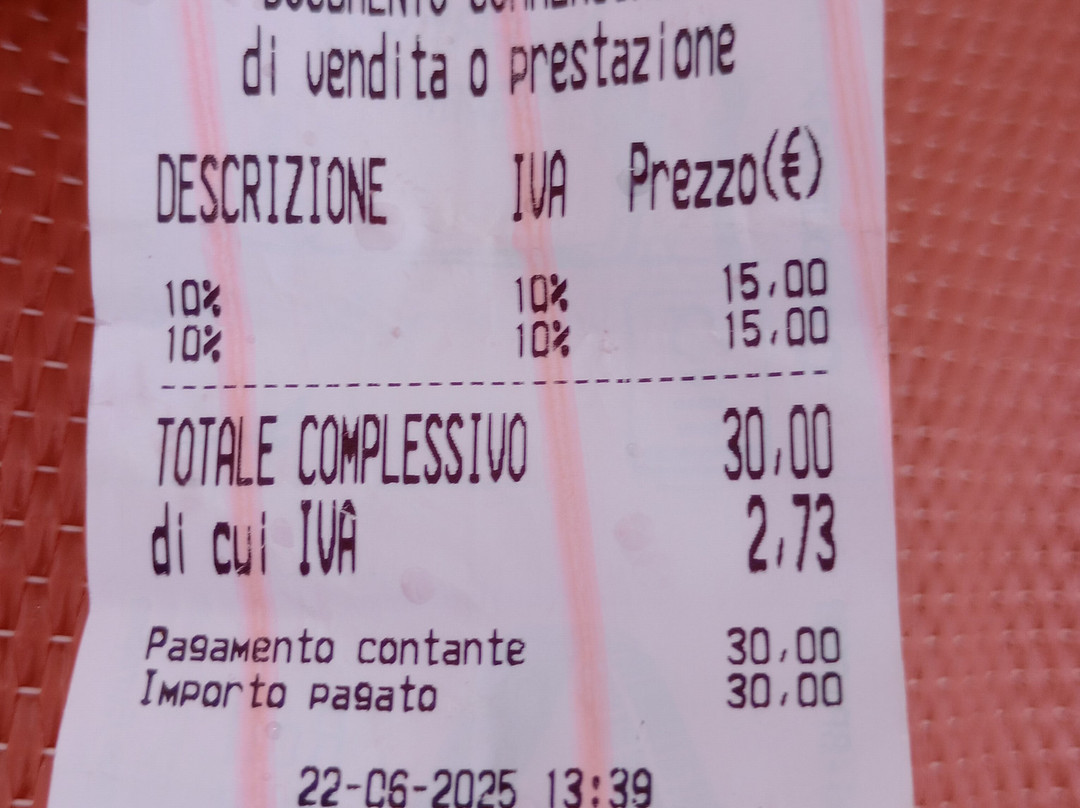 DOCUMENTO
di vendita o prestazione
DESCRIZIONE IVA Prezzo(€)
10% 10% 15,00
10% 10% 15,00
TOTALE COMPLESSIVO 30,00
di cui IVA 2,73
Pagamento contante 30,00
Importo pagato 30,00
22-06-2025 13:39